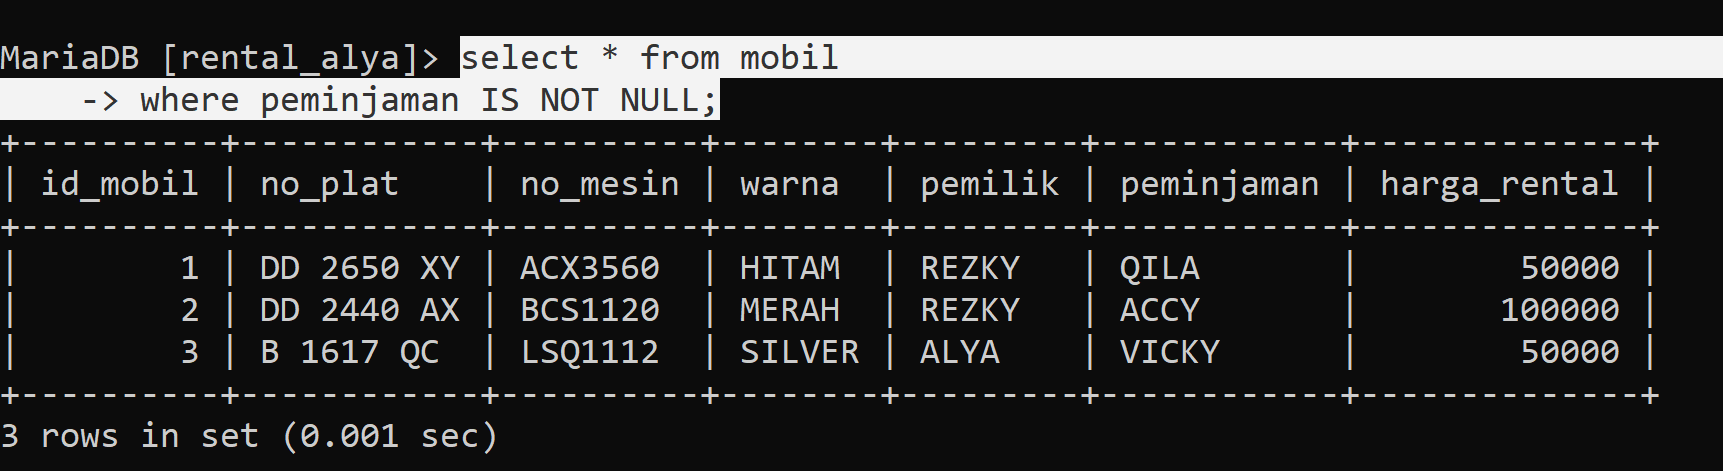 MariaDB [rental_alya]> select * from mobil
    -> where peminjaman IS NOT NULL;
+----------+------------+----------+--------+---------+------------+--------------+
| id_mobil | no_plat    | no_mesin | warna  | pemilik | peminjaman | harga_rental |
+----------+------------+----------+--------+---------+------------+--------------+
|        1 | DD 2650 XY | ACX3560  | HITAM  | REZKY   | QILA       |        50000 |
|        2 | DD 2440 AX | BCS1120  | MERAH  | REZKY   | ACCY       |       100000 |
|        3 | B 1617 QC  | LSQ1112  | SILVER | ALYA    | VICKY      |        50000 |
+----------+------------+----------+--------+---------+------------+--------------+
3 rows in set (0.001 sec)